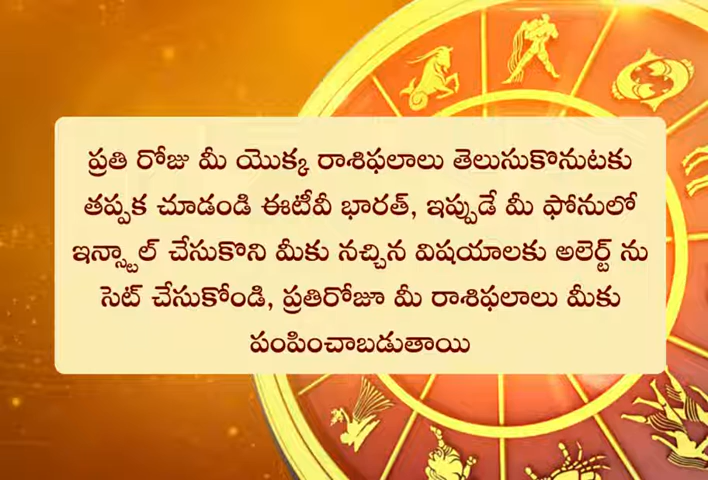 ప్రతి రోజు మీ యొక్క రాశిఫలాలు తెలుసుకొనుటకు
తప్పక చూడండి ఈటీవీ భారత్, ఇప్పుడే మీ ఫోనులో
ఇన్స్టాల్ చేసుకొని మీకు నచ్చిన విషయాలకు అలెర్ట్ ను
సెట్ చేసుకోండి, ప్రతిరోజూ మీ రాశిఫలాలు మీకు
పంపించాబడుతాయి